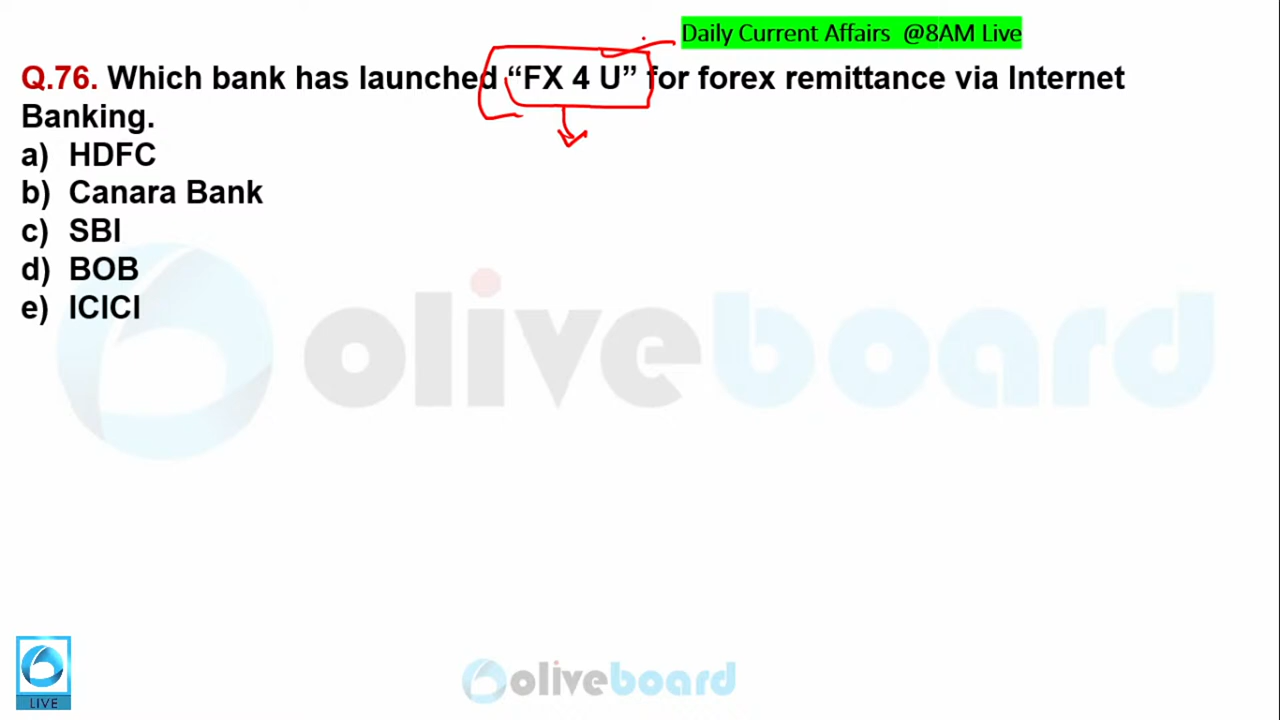 Daily Current Affairs @8AM Live
Q.76. Which bank has launched “FX 4 U” for forex remittance via Internet
Banking.
a) HDFC
b) Canara Bank
c) SBI
d) BOB
e) ICICI
oliveboard
LIVE
oliveboard